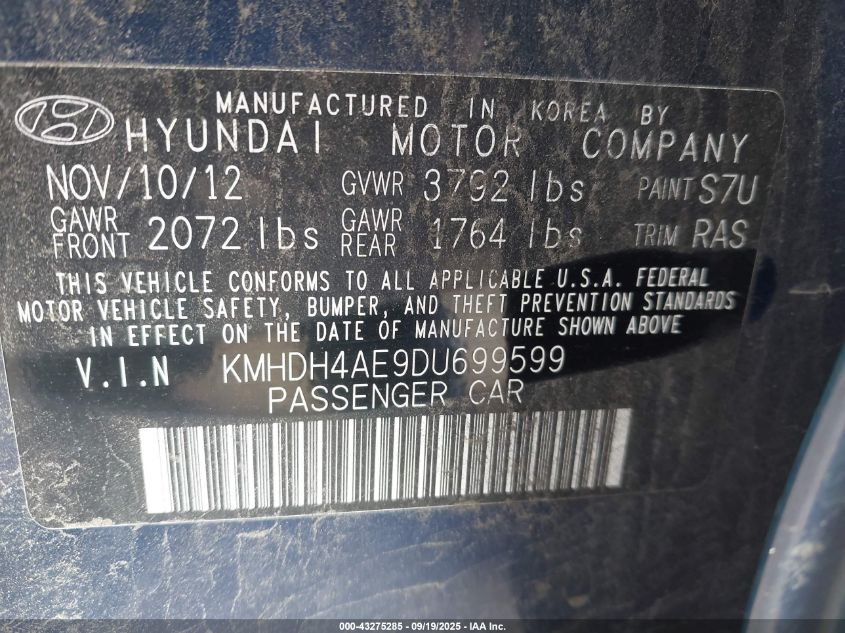 MANUFACTURED IN KOREA BY
HYUNDAI MOTOR COMPANY
NOV/10/12 GVWR 3792 lbs PAINT S7U
GAWR FRONT 2072 lbs GAWR REAR 1764 lbs TRIM RAS
THIS VEHICLE CONFORMS TO ALL APPLICABLE U.S.A. FEDERAL
MOTOR VEHICLE SAFETY, BUMPER, AND THEFT PREVENTION STANDARDS
IN EFFECT ON THE DATE OF MANUFACTURE SHOWN ABOVE
V.I.N KMHDH4AE9DU699599
PASSENGER CAR
000-43275285 - 09/19/2025 - IAA Inc.